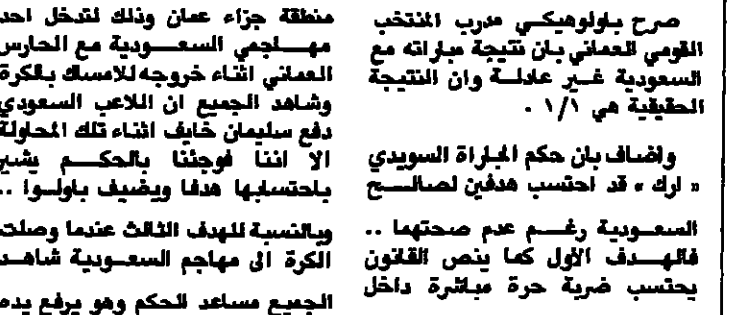 صرح باولوهيكي مدرب المنتخب
القومي العماني بان نتيجة مباراته مع
السعودية غير عادلة وان النتيجة
الحقيقية هي ١/١ .
واضاف بان حكم المباراة السويدي
« ارك » قد احتسب هدفين لصالح
السعودية رغم عدم صحتهما ..
فالهدف الأول كما ينص القانون
يحتسب ضربة حرة مباشرة داخل
منطقة جزاء عمان وذلك لتدخل احد
مهاجمي السعودية مع الحارس
العماني اثناء خروجه للامساك بالكرة
وشاهد الجميع ان اللاعب السعودي
دفع سليمان خايف اثناء تلك المحاولة
الا اننا فوجئنا بالحكم يشير
باحتسابها هدفا ويضيف باولوا ..
وبالنسبة للهدف الثالث عندما وصلت
الكرة الى مهاجم السعودية شاهد
الجميع مساعد الحكم وهو يرفع يده